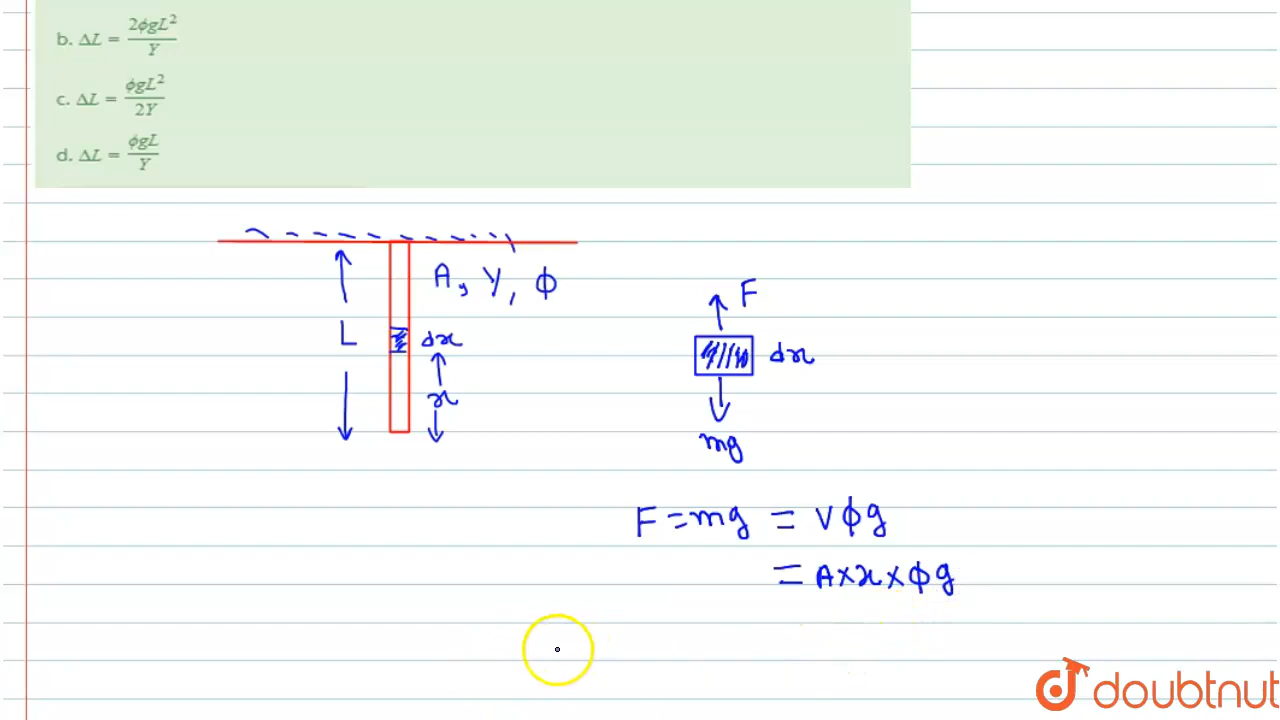 b. ΔL = 2ϕgL²/Y
c. ΔL = ϕgL²/2Y
d. ΔL = ϕgL/Y
A, Y, ϕ
F
L
dx
dx
x
mg
F = mg = Vϕg
= A×x×ϕg
doubtnut